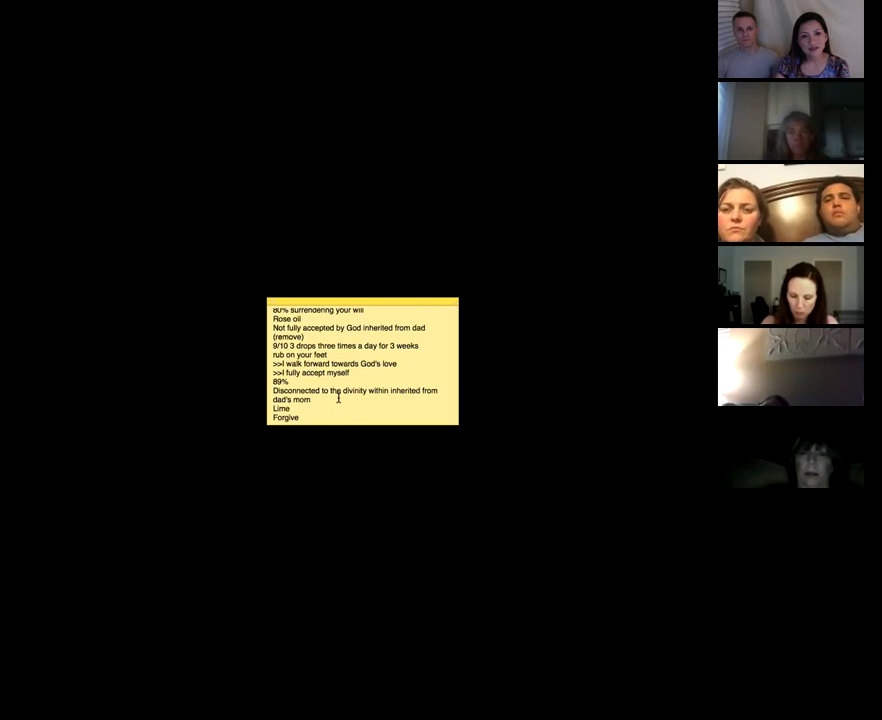 80% surrendering your will
Rose oil
Not fully accepted by God inherited from dad
(remove)
9/10 3 drops three times a day for 3 weeks
rub on your feet
>>I walk forward towards God's love
>>I fully accept myself
89%
Disconnected to the divinity within inherited from
dad's mom
Lime
Forgive